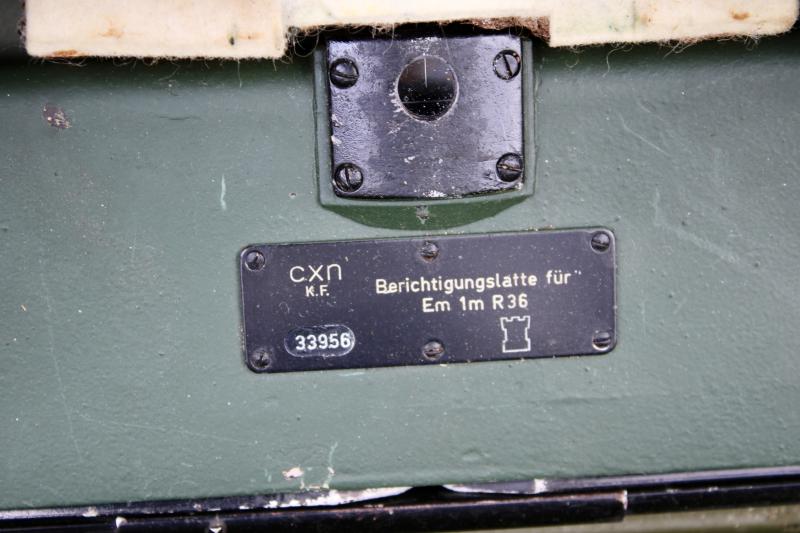 cxn
K.F.
Berichtigungslatte für
Em 1m R36
33956